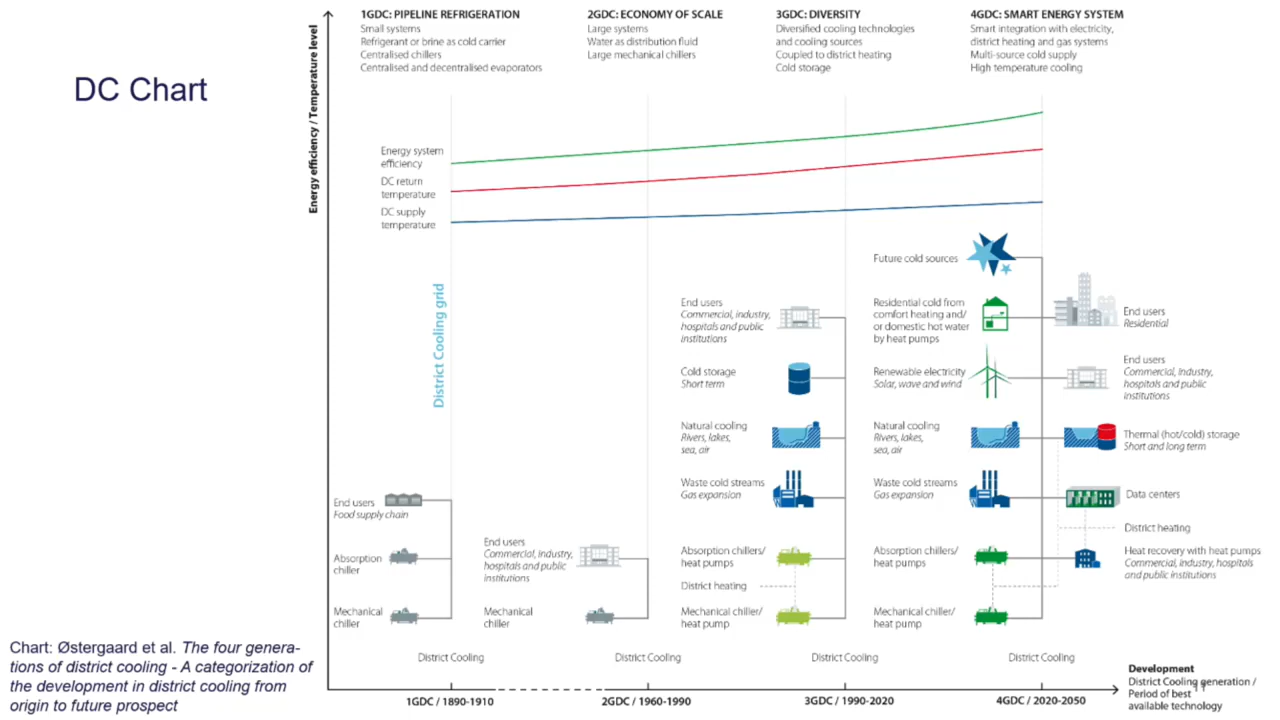 DC Chart
1GDC: PIPELINE REFRIGERATION
Small systems
Refrigerant or brine as cold carrier
Centralised chillers
Centralised and decentralised evaporators
2GDC: ECONOMY OF SCALE
Large systems
Water as distribution fluid
Large mechanical chillers
3GDC: DIVERSITY
Diversified cooling technologies
and cooling sources
Coupled to district heating
Cold storage
4GDC: SMART ENERGY SYSTEM
Smart integration with electricity,
district heating and gas systems
Multi-source cold supply
High temperature cooling
Energy efficiency / Temperature level
Energy system
efficiency
DC return
temperature
DC supply
temperature
District Cooling grid
End users
Food supply chain
Absorption
chiller
Mechanical
chiller
End users
Commercial, industry,
hospitals and public
institutions
Mechanical
chiller
End users
Commercial, industry,
hospitals and public
institutions
Cold storage
Short term
Natural cooling
Rivers, lakes,
sea, air
Waste cold streams
Gas expansion
Absorption chillers/
heat pumps
District heating
Mechanical chiller/
heat pump
Future cold sources
Residential cold from
comfort heating and/
or domestic hot water
by heat pumps
Renewable electricity
Solar, wave and wind
Natural cooling
Rivers, lakes,
sea, air
Waste cold streams
Gas expansion
Absorption chillers/
heat pumps
Mechanical chiller/
heat pump
End users
Residential
End users
Commercial, industry,
hospitals and public
institutions
Thermal (hot/cold) storage
Short and long term
Data centers
District heating
Heat recovery with heat pumps
Commercial, industry, hospitals
and public institutions
District Cooling
District Cooling
District Cooling
District Cooling
1GDC / 1890-1910
2GDC / 1960-1990
3GDC / 1990-2020
4GDC / 2020-2050
Development
District Cooling generation /
Period of best
available technology
11
Chart: Østergaard et al. The four genera-
tions of district cooling - A categorization of
the development in district cooling from
origin to future prospect